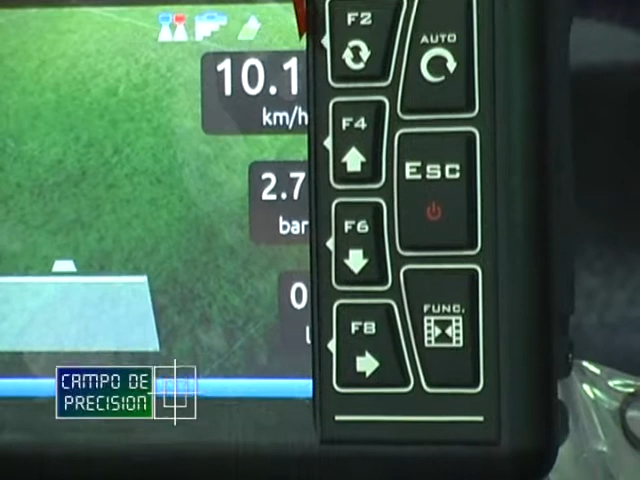 10.1
km/h
2.7
bar
0
F2
AUTO
F4
ESC
F6
F8
FUNC.
CAMPO DE
PRECISION